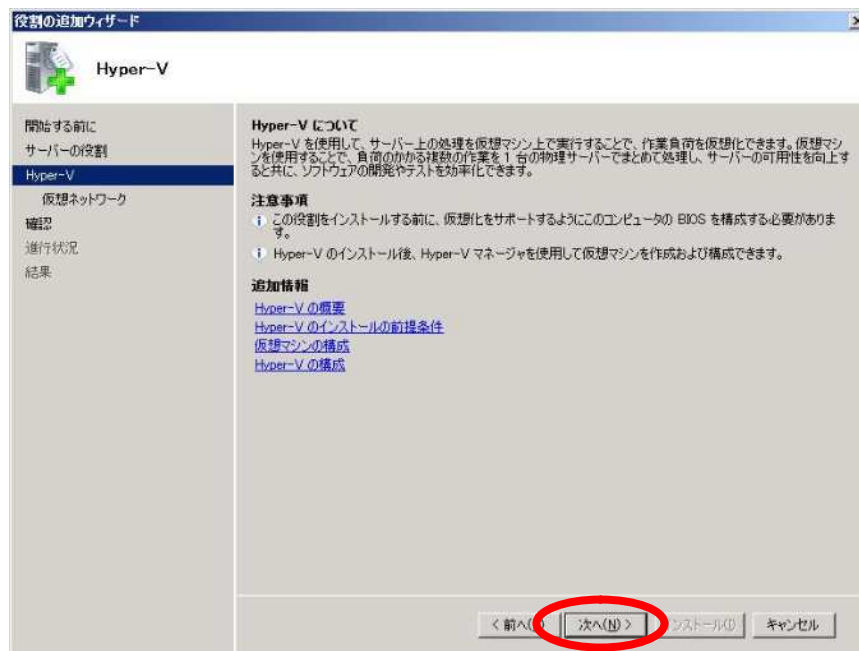 役割の追加ウィザード
Hyper-V
開始する前に
サーバーの役割
Hyper-V
仮想ネットワーク
確認
進行状況
結果
Hyper-V について
Hyper-V を使用して、サーバー上の処理を仮想マシン上で実行することで、作業負荷を仮想化できます。仮想マシ
ンを使用することで、負荷のかかる複数の作業を 1 台の物理サーバーでまとめて処理し、サーバーの可用性を向上す
ると共に、ソフトウェアの開発やテストを効率化できます。
注意事項
この役割をインストールする前に、仮想化をサポートするようにこのコンピュータの BIOS を構成する必要がありま
す。
Hyper-V のインストール後、Hyper-V マネージャを使用して仮想マシンを作成および構成できます。
追加情報
Hyper-V の概要
Hyper-V のインストールの前提条件
仮想マシンの構成
Hyper-V の構成
< 前へ( 次へ(N) > ンストール(I) キャンセル